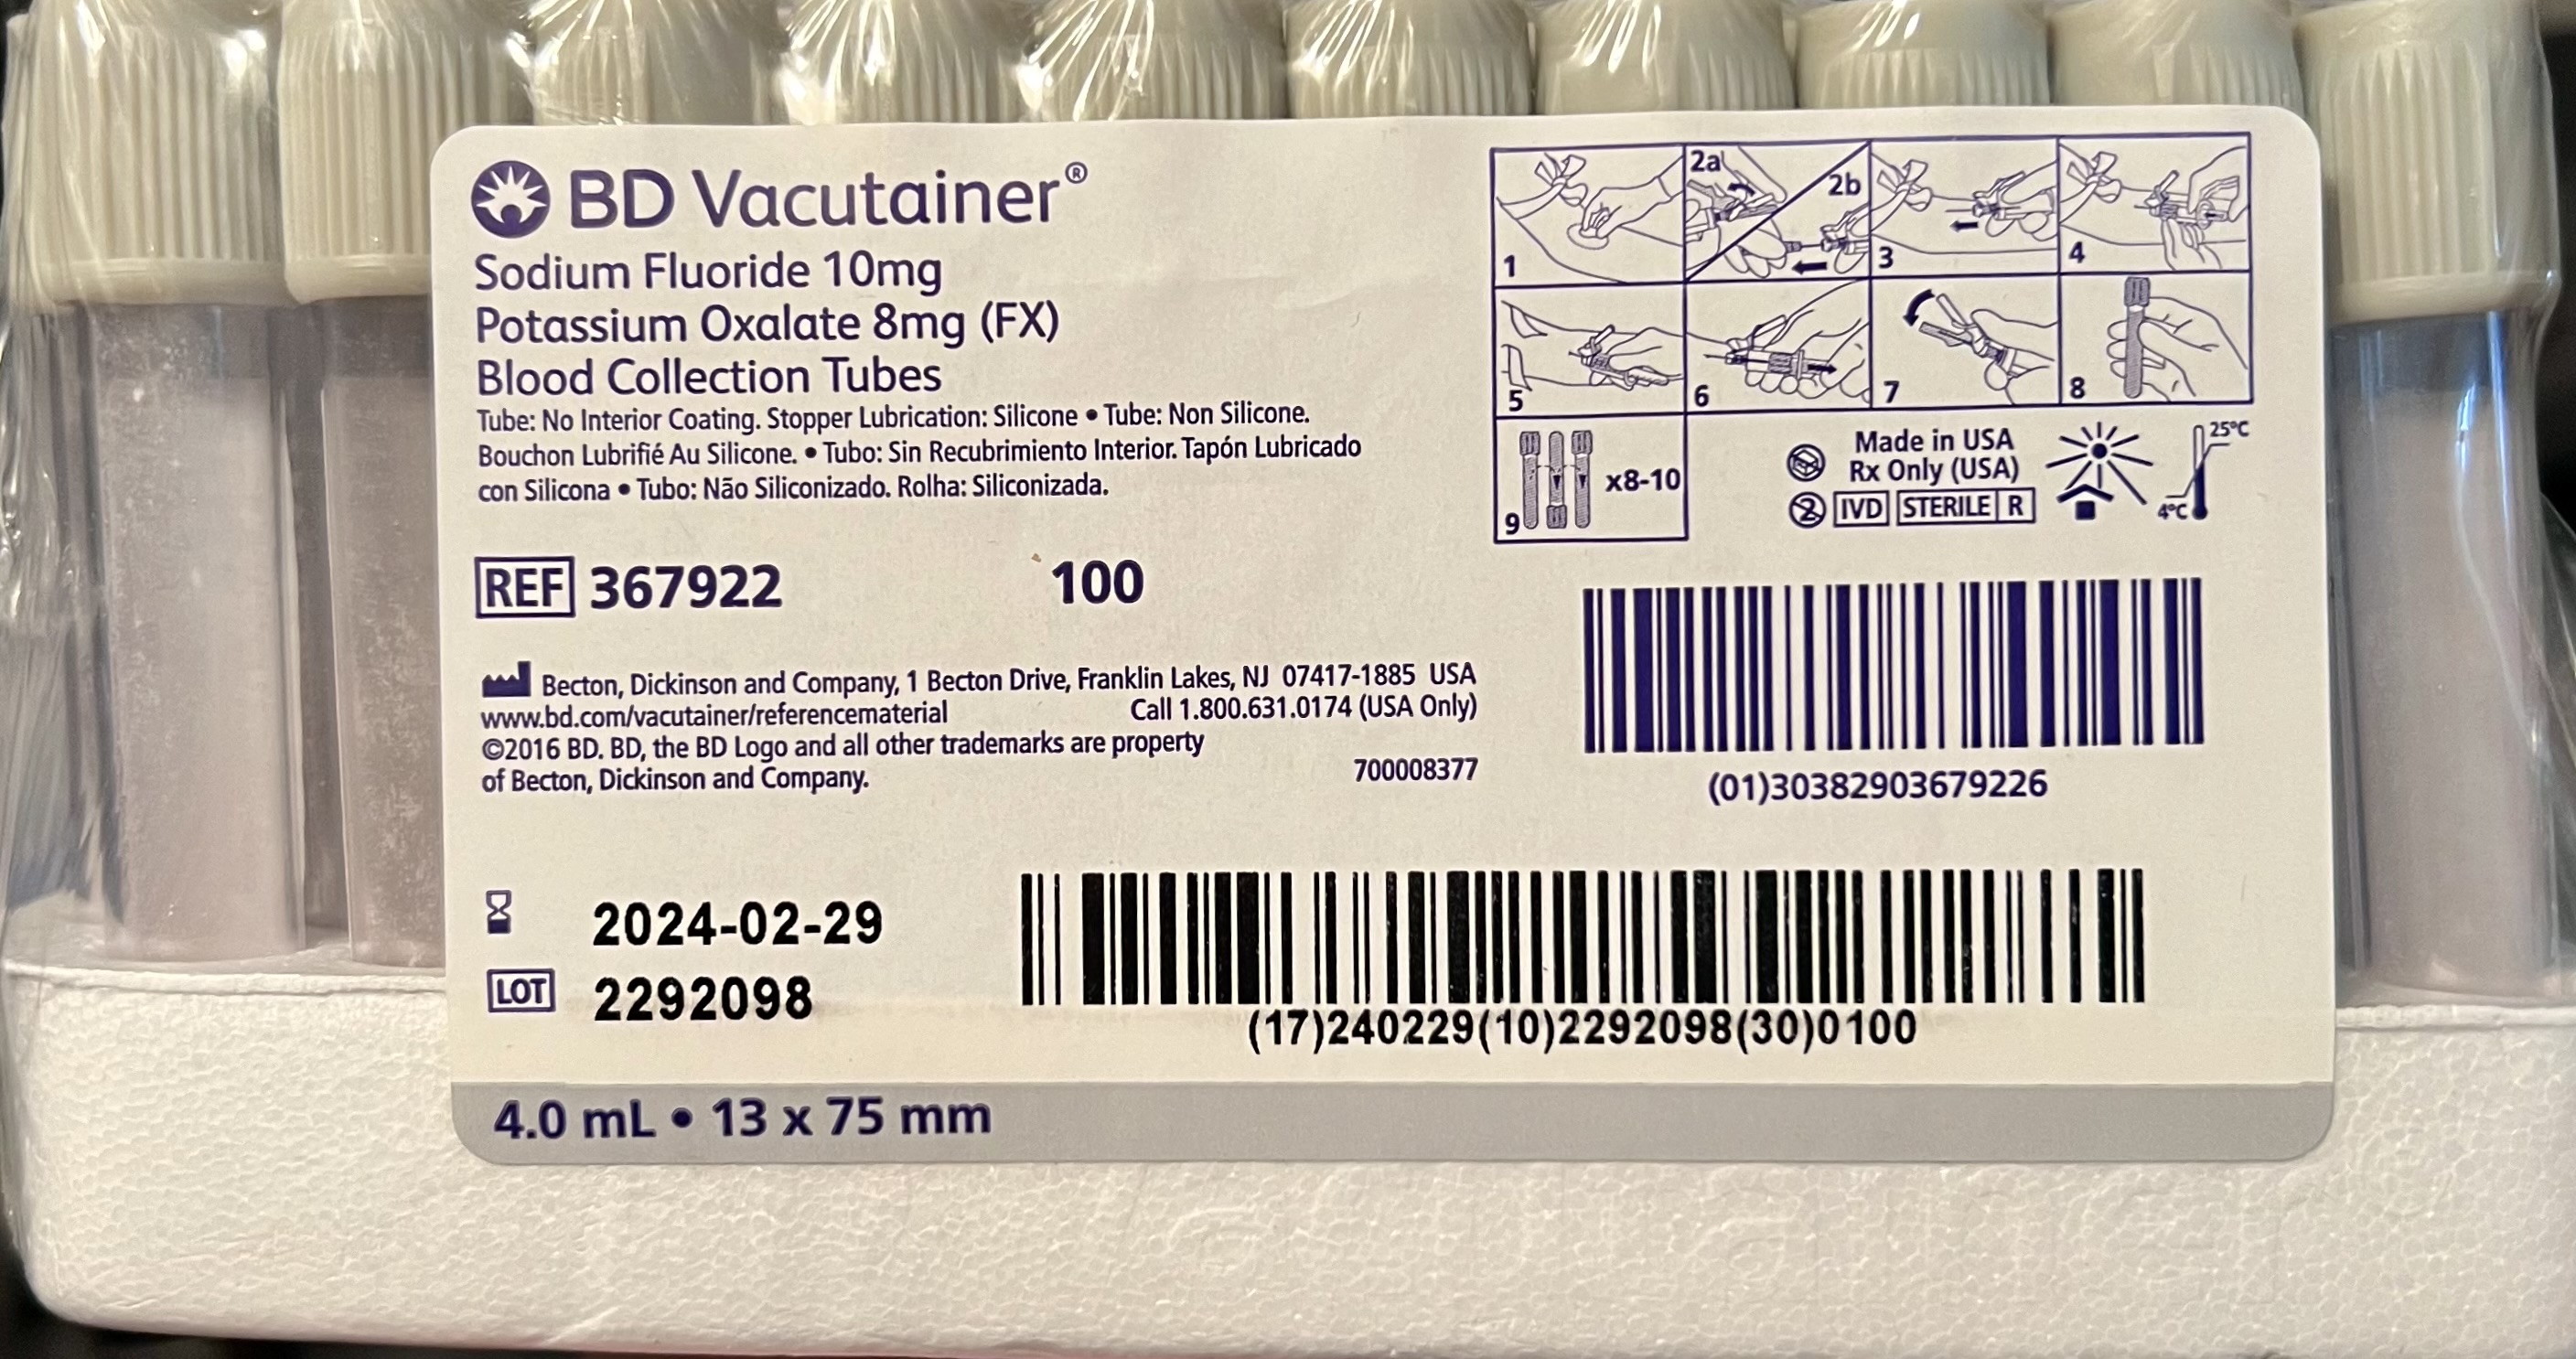 BD Vacutainer®
Sodium Fluoride 10mg
Potassium Oxalate 8mg (FX)
Blood Collection Tubes
Tube: No Interior Coating. Stopper Lubrication: Silicone • Tube: Non Silicone.
Bouchon Lubrifié Au Silicone. • Tubo: Sin Recubrimiento Interior. Tapón Lubricado
con Silicona • Tubo: Não Siliconizado. Rolha: Siliconizada.
REF 367922 100
Becton, Dickinson and Company, 1 Becton Drive, Franklin Lakes, NJ 07417-1885 USA
www.bd.com/vacutainer/referencematerial Call 1.800.631.0174 (USA Only)
©2016 BD. BD, the BD Logo and all other trademarks are property
of Becton, Dickinson and Company. 700008377
2024-02-29
LOT 2292098
4.0 mL • 13 x 75 mm
1 2a 2b 3 4
5 6 7 8
9 x8-10
Made in USA
Rx Only (USA)
2 IVD STERILE R
25°C
4°C
(01)30382903679226
(17)240229(10)2292098(30)0100